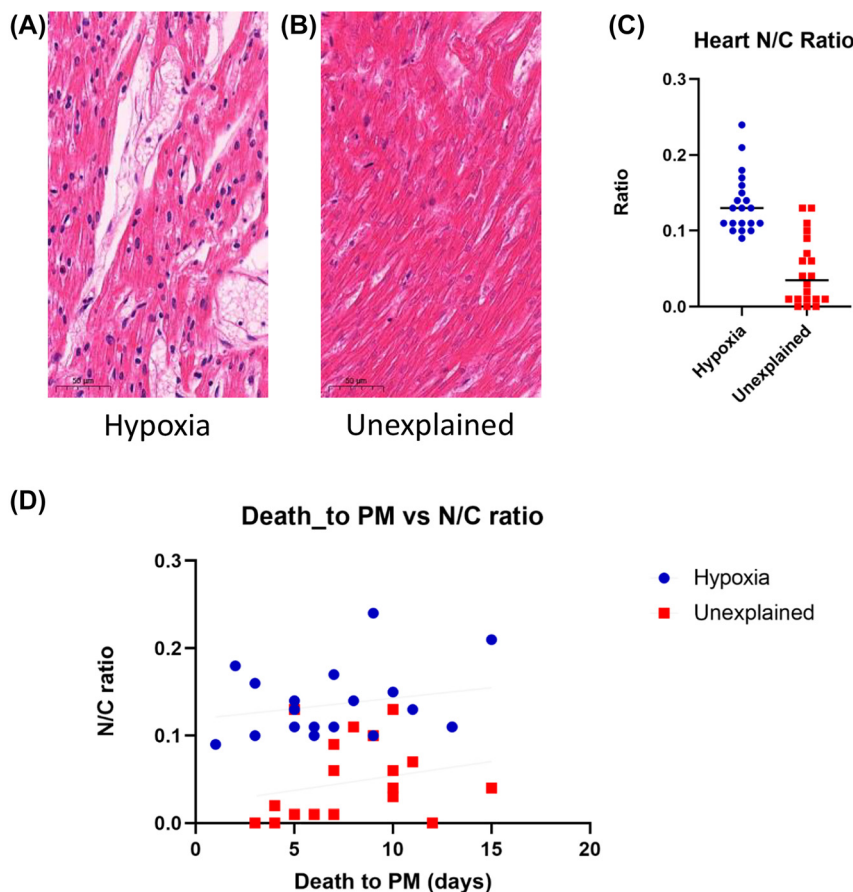 (A)
(B)
(C)
Heart N/C Ratio
0.3
0.2
0.1
0.0
Ratio
Hypoxia
Unexplained
50 µm
50 µm
Hypoxia
Unexplained
(D)
Death_to PM vs N/C ratio
0.3
0.2
0.1
0.0
N/C ratio
0
5
10
15
20
Death to PM (days)
Hypoxia
Unexplained